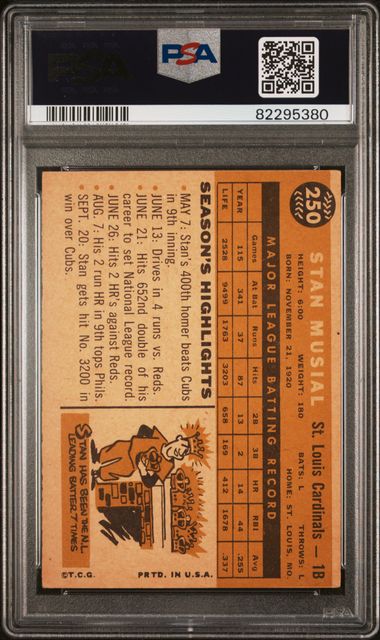 PSA
PSA
82295380
250
STAN MUSIAL
St. Louis Cardinals — 1B
HEIGHT: 6:00 WEIGHT: 180 BATS: L THROWS: L
BORN: NOVEMBER 21, 1920 HOME: ST. LOUIS, MO.
MAJOR LEAGUE BATTING RECORD
Games At Bat Runs Hits 2B 3B HR RBI Avg
YEAR 115 341 37 87 13 2 14 44 .255
LIFE 2528 9499 1763 3203 658 169 412 1678 .337
SEASON'S HIGHLIGHTS
• MAY 7: Stan's 400th homer beats Cubs
in 9th inning.
• JUNE 13: Drives in 4 runs vs. Reds.
• JUNE 21: Hits 652nd double of his
career to set National League record.
• JUNE 26: Hits 2 HR's against Reds.
• AUG. 7: His 2 run HR in 9th tops Phils.
• SEPT. 20: Stan gets hit No. 3200 in
win over Cubs.
STAN HAS BEEN THE N.L.
LEADING BATTER 7 TIMES
©T.C.G. PRTD. IN U.S.A.